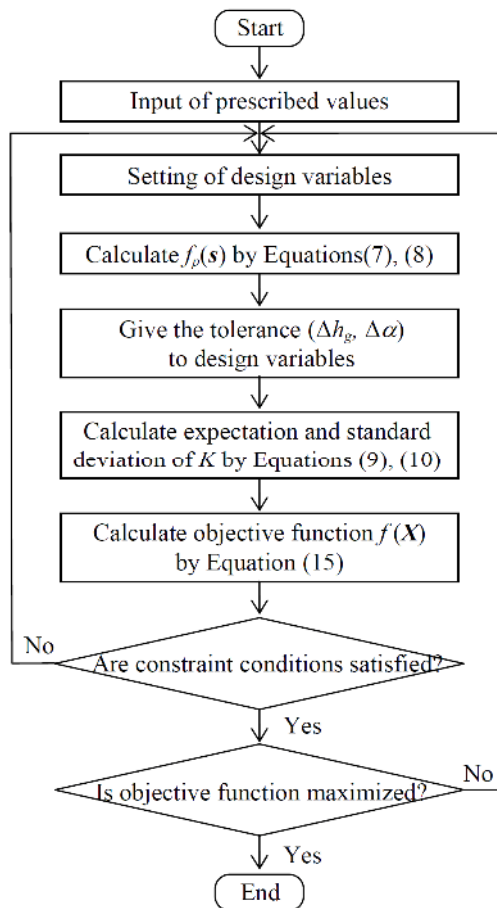 Start
Input of prescribed values
Setting of design variables
Calculate fρ(s) by Equations(7), (8)
Give the tolerance (Δhg, Δα)
to design variables
Calculate expectation and standard
deviation of K by Equations (9), (10)
Calculate objective function f (X)
by Equation (15)
No
Are constraint conditions satisfied?
Yes
No
Is objective function maximized?
Yes
End